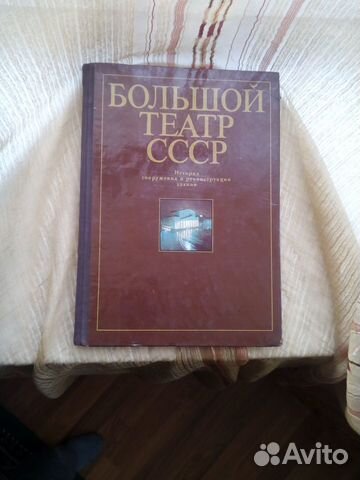 БОЛЬШОЙ
ТЕАТР
СССР
История
сооружения и реконструкции
здания
Avito